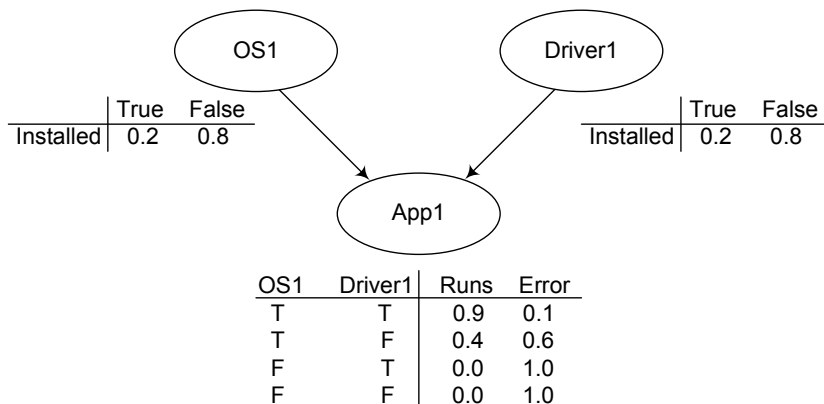 OS1 Driver1
True False True False
Installed 0.2 0.8 Installed 0.2 0.8
App1
OS1 Driver1 Runs Error
T T 0.9 0.1
T F 0.4 0.6
F T 0.0 1.0
F F 0.0 1.0